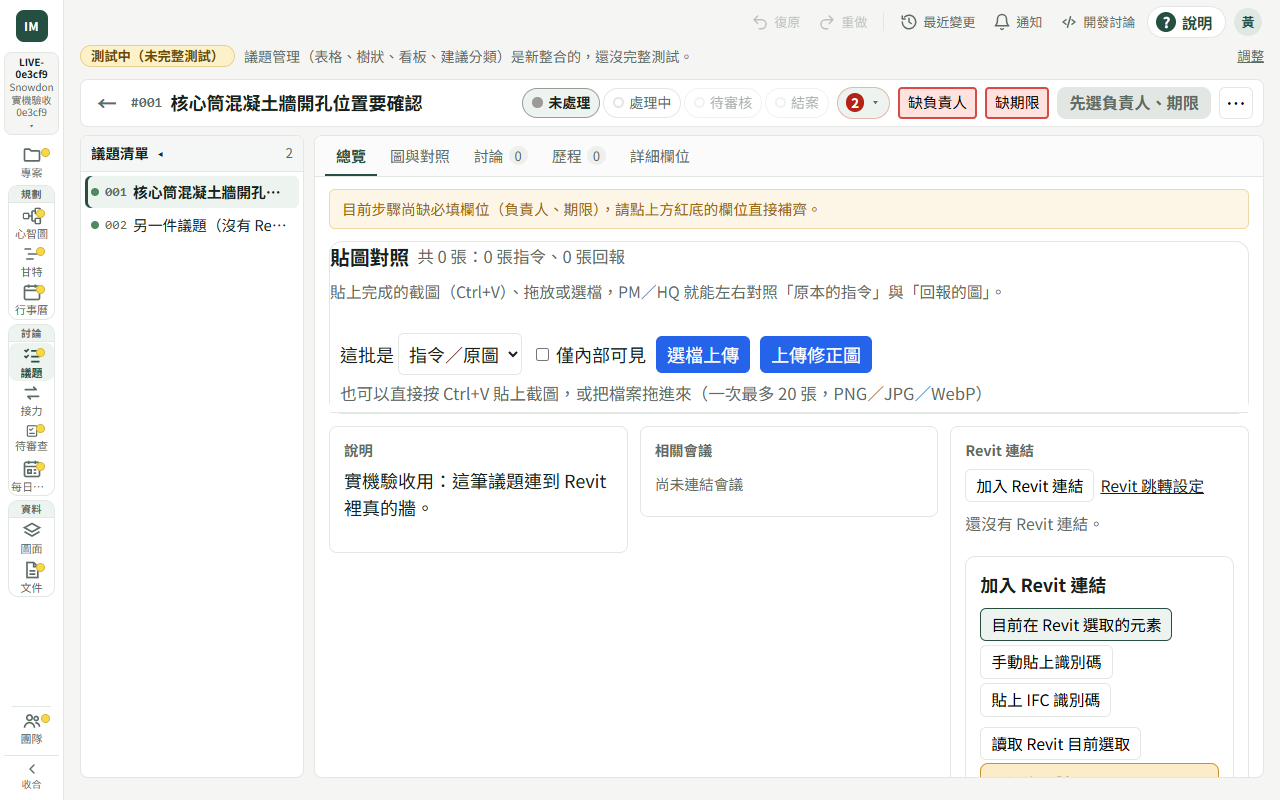 IM
LIVE-
0e3cf9
Snowdon
實機驗收
0e3cf9
專案
規劃
心智圖
甘特
行事曆
討論
議題
接力
待審查
每日⋯
資料
圖面
文件
團隊
收合
復原
重做
最近變更
通知
開發討論
? 說明
黃
測試中（未完整測試） 議題管理（表格、樹狀、看板、建議分類）是新整合的，還沒完整測試。 調整
← #001 核心筒混凝土牆開孔位置要確認
未處理
處理中
待審核
結案
2
缺負責人
缺期限
先選負責人、期限
議題清單 2
001 核心筒混凝土牆開孔⋯
002 另一件議題（沒有 Re⋯
總覽
圖與對照
討論 0
歷程 0
詳細欄位
目前步驟尚缺必填欄位（負責人、期限），請點上方紅底的欄位直接補齊。
貼圖對照 共 0 張：0 張指令、0 張回報
貼上完成的截圖（Ctrl+V）、拖放或選檔，PM／HQ 就能左右對照「原本的指令」與「回報的圖」。
這批是 指令／原圖 僅內部可見 選檔上傳 上傳修正圖
也可以直接按 Ctrl+V 貼上截圖，或把檔案拖進來（一次最多 20 張，PNG／JPG／WebP）
說明
實機驗收用：這筆議題連到 Revit
裡真的牆。
相關會議
尚未連結會議
Revit 連結
加入 Revit 連結 Revit 跳轉設定
還沒有 Revit 連結。
加入 Revit 連結
目前在 Revit 選取的元素
手動貼上識別碼
貼上 IFC 識別碼
讀取 Revit 目前選取